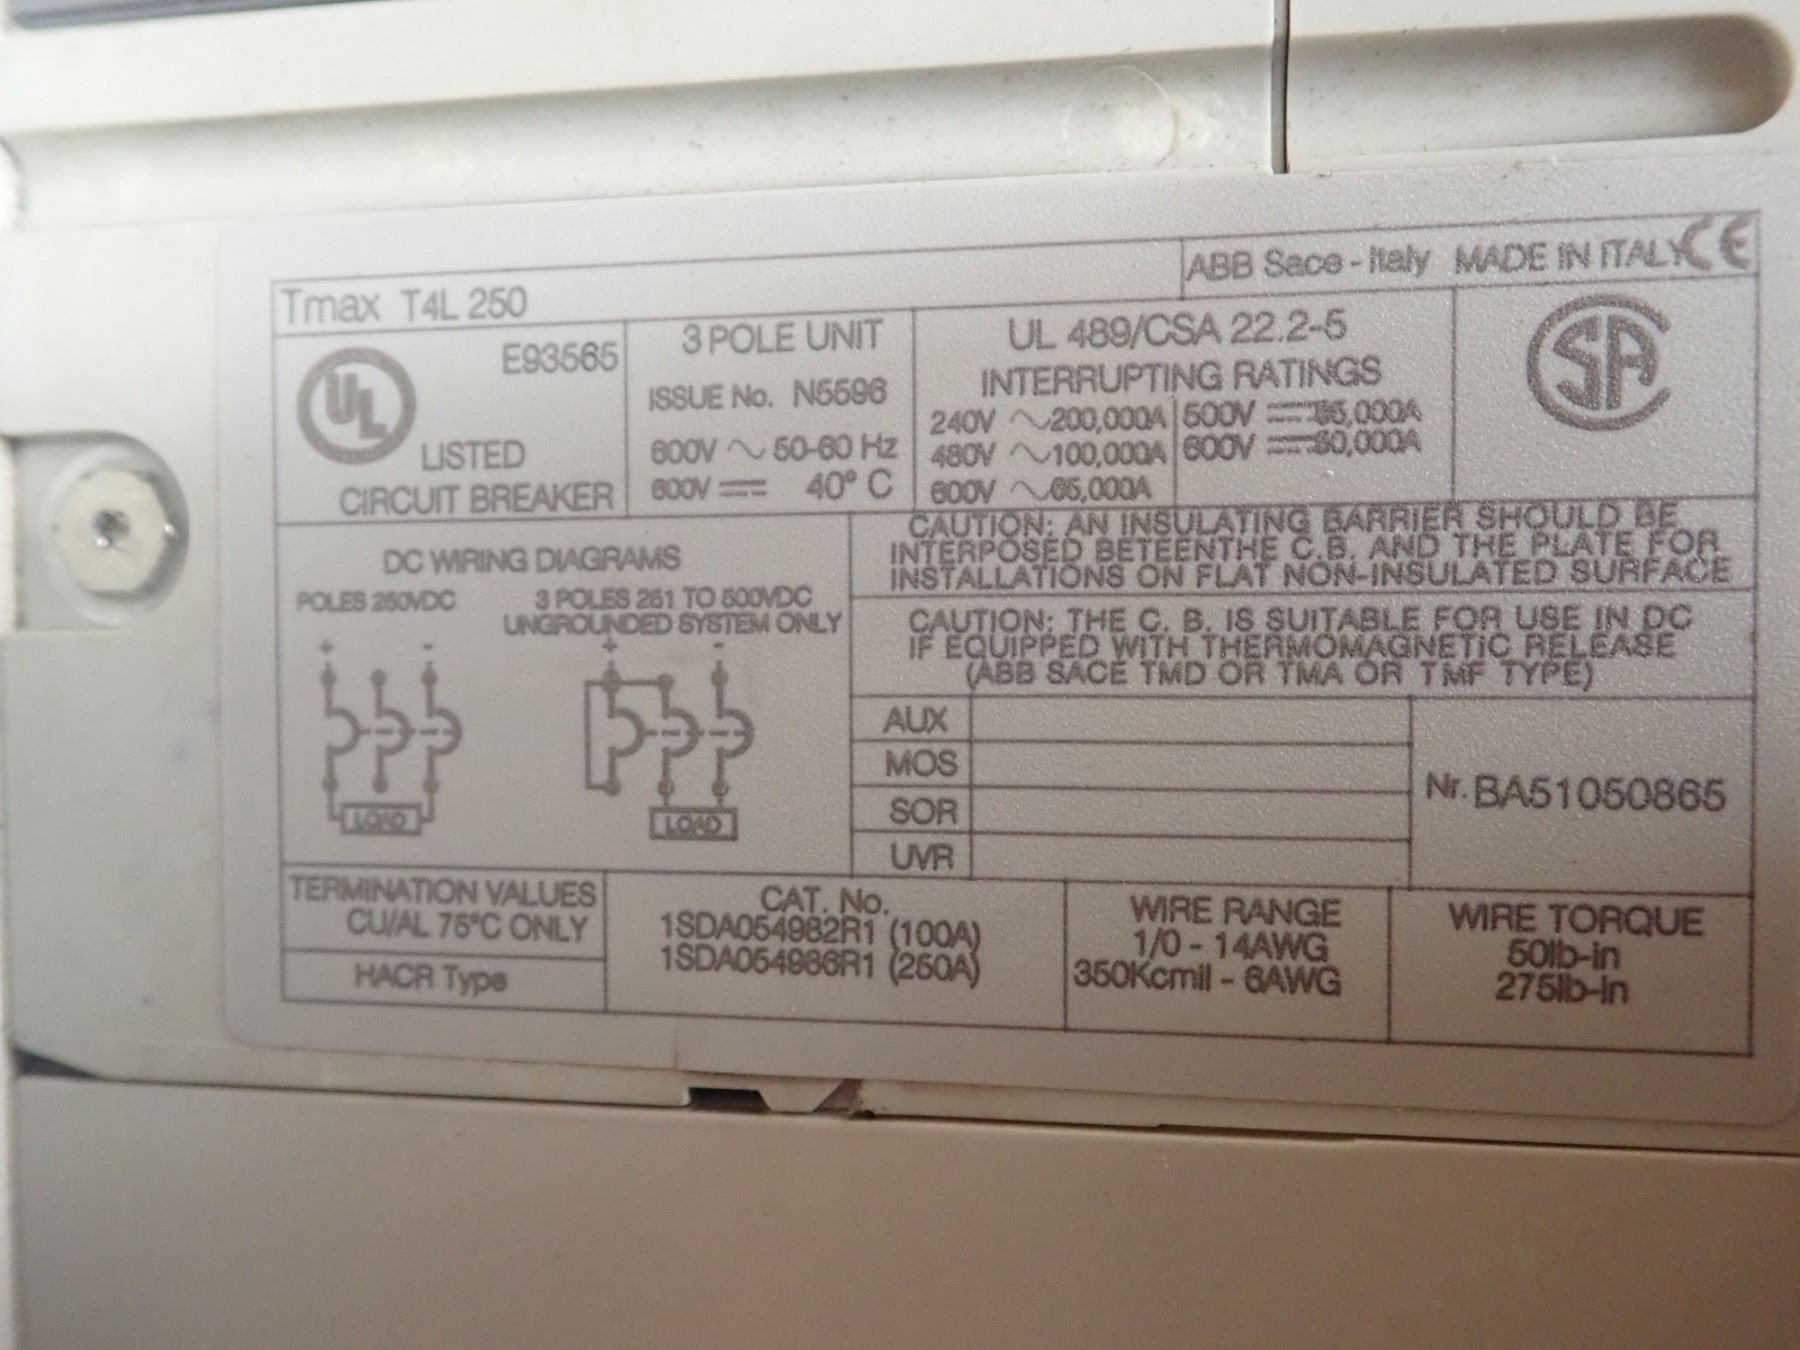 Tmax T4L 250
ABB Sace - Italy MADE IN ITALY CE
UL
E93565
LISTED
CIRCUIT BREAKER
3 POLE UNIT
ISSUE No. N5596
600V ~ 50-60 Hz
600V ⎓ 40° C
UL 489/CSA 22.2-5
INTERRUPTING RATINGS
240V ~200,000A
480V ~100,000A
600V ~65,000A
500V ⎓
600V ⎓ 50,000A
CSA
DC WIRING DIAGRAMS
POLES 250VDC
3 POLES 251 TO 500VDC
UNGROUNDED SYSTEM ONLY
+ -
+ -
LOAD
LOAD
CAUTION: AN INSULATING BARRIER SHOULD BE
INTERPOSED BETEENTHE C.B. AND THE PLATE FOR
INSTALLATIONS ON FLAT NON-INSULATED SURFACE
CAUTION: THE C. B. IS SUITABLE FOR USE IN DC
IF EQUIPPED WITH THERMOMAGNETiC RELEASE
(ABB SACE TMD OR TMA OR TMF TYPE)
AUX
MOS
SOR
UVR
Nr. BA51050865
TERMINATION VALUES
CU/AL 75°C ONLY
HACR Type
CAT. No.
1SDA054982R1 (100A)
1SDA054986R1 (250A)
WIRE RANGE
1/0 - 14AWG
350Kcmil - 6AWG
WIRE TORQUE
50lb-in
275lb-in